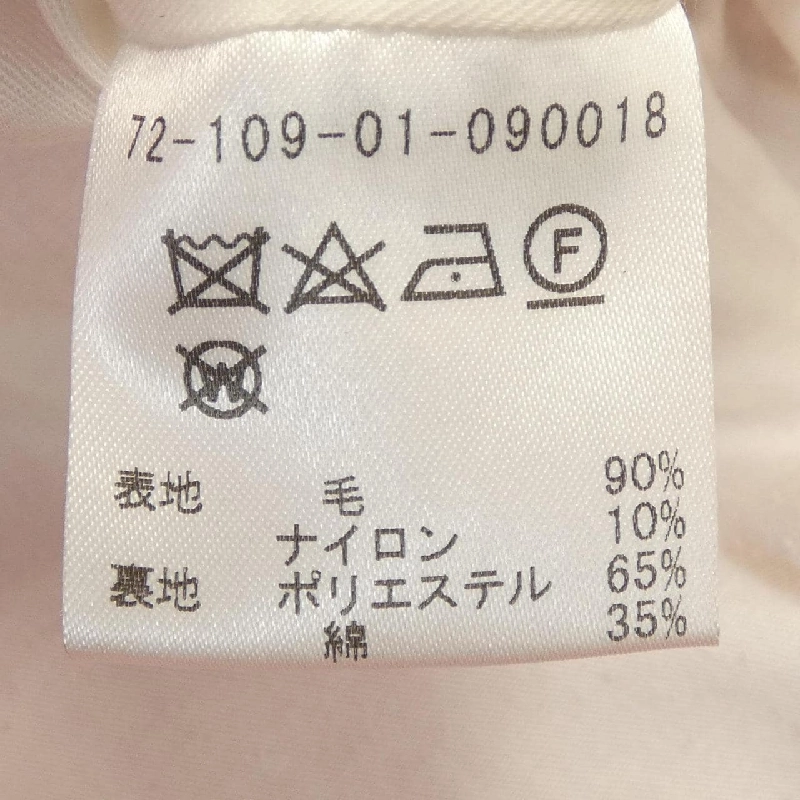 72-109-01-090018
F
W
表地 毛 90%
ナイロン 10%
裏地 ポリエステル 65%
綿 35%